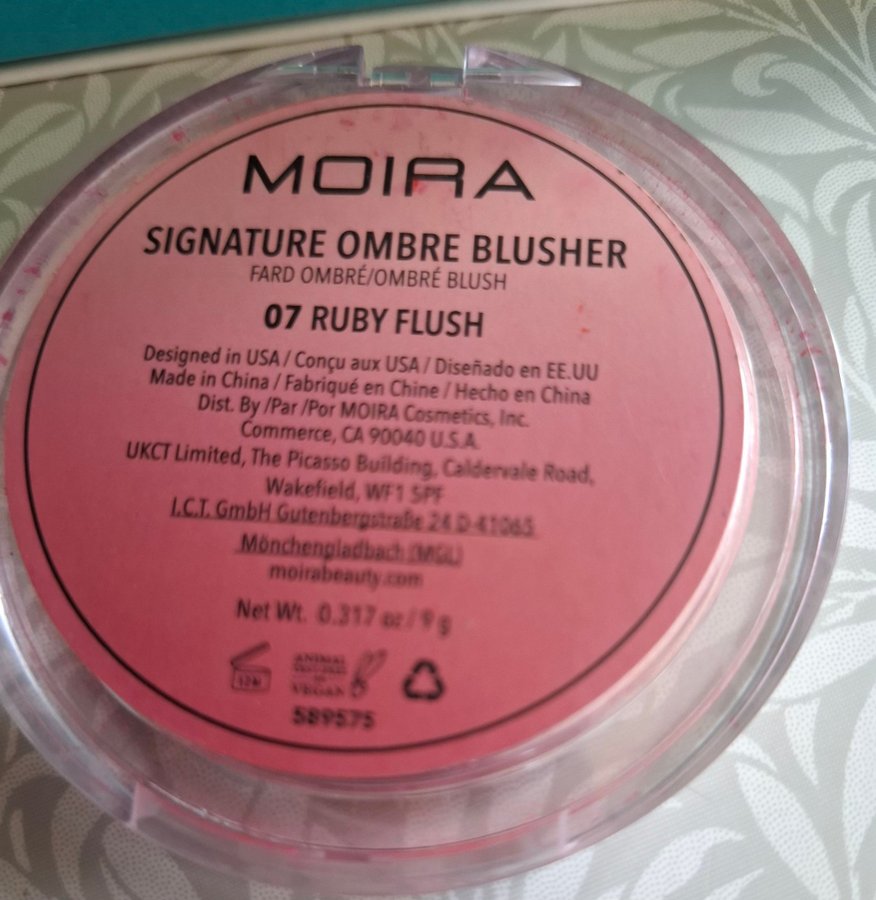 MOIRA
SIGNATURE OMBRE BLUSHER
FARD OMBRÉ/OMBRÉ BLUSH
07 RUBY FLUSH
Designed in USA / Conçu aux USA / Diseñado en EE.UU
Made in China / Fabriqué en Chine / Hecho en China
Dist. By /Par /Por MOIRA Cosmetics, Inc.
Commerce, CA 90040 U.S.A.
UKCT Limited, The Picasso Building, Caldervale Road,
Wakefield, WF1 5PF
I.C.T. GmbH Gutenbergstraße 24 D-41065
Mönchengladbach (MGL)
moirabeauty.com
Net Wt. 0.317 oz / 9 g
12M
ANIMAL
VEGAN
589575